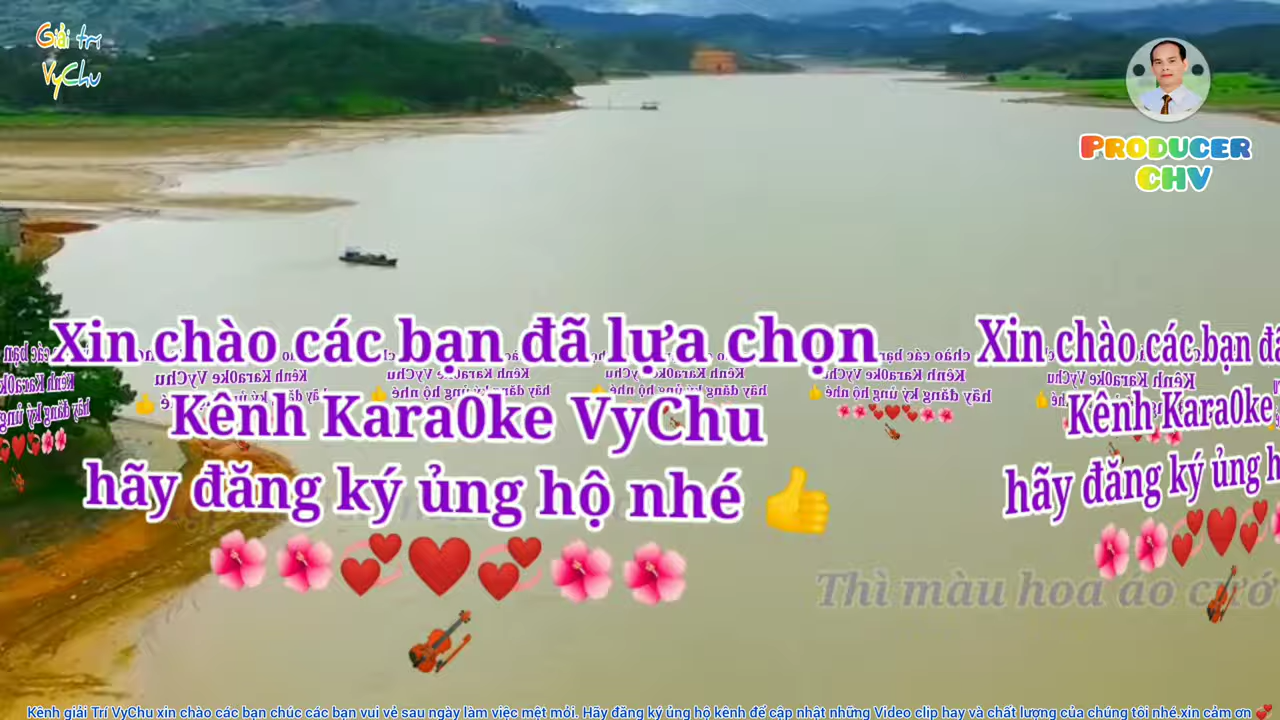 Giải trí
VyChu
PRODUCER
CHV
Xin chào các bạn đã lựa chọn
Kênh Kara0ke VyChu
hãy đăng ký ủng hộ nhé 👍
Xin chào các bạn đã
Kênh Kara0ke
hãy đăng ký ủng
Thì màu hoa áo cướ
Kênh giải Trí VyChu xin chào các bạn chúc các bạn vui vẻ sau ngày làm việc mệt mỏi. Hãy đăng ký ủng hộ kênh để cập nhật những Video clip hay và chất lượng của chúng tôi nhé xin cảm ơn 💞